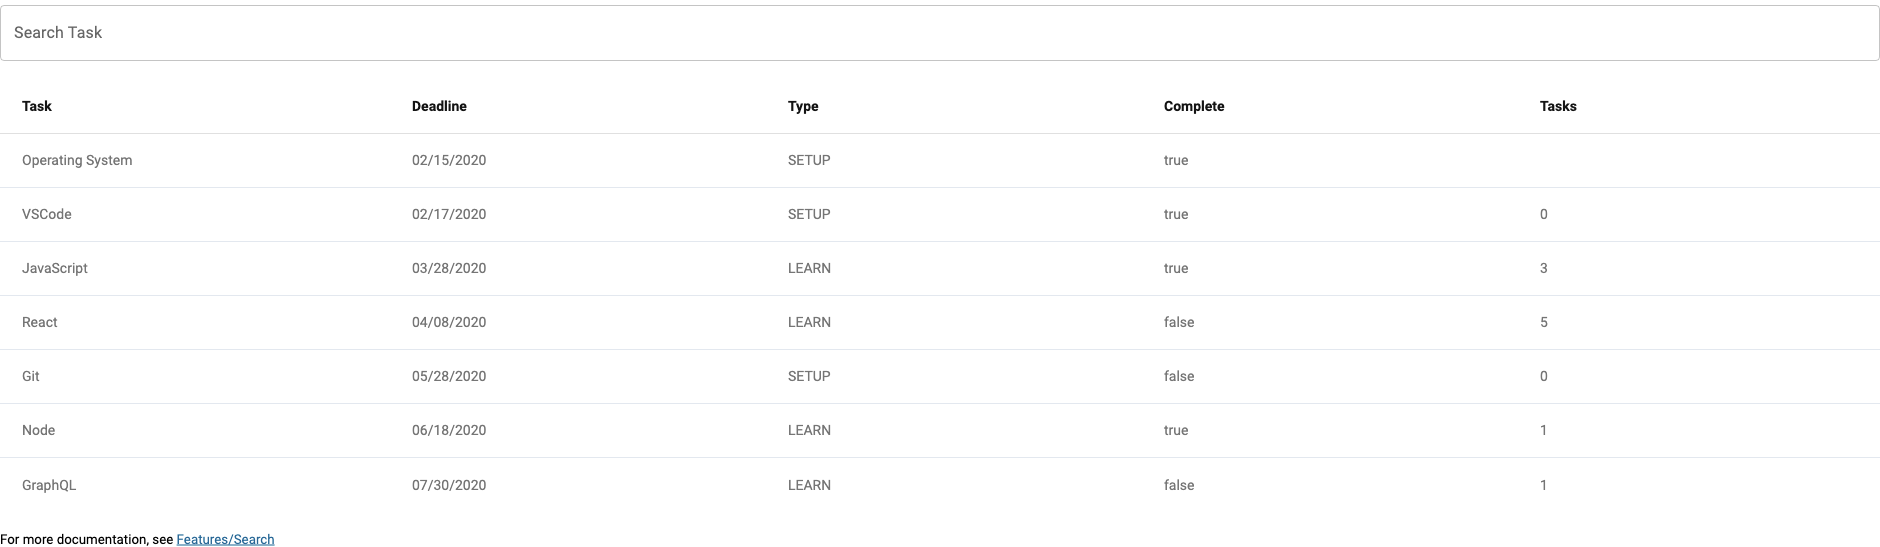 Search Task
Task Deadline Type Complete Tasks
Operating System 02/15/2020 SETUP true
VSCode 02/17/2020 SETUP true 0
JavaScript 03/28/2020 LEARN true 3
React 04/08/2020 LEARN false 5
Git 05/28/2020 SETUP false 0
Node 06/18/2020 LEARN true 1
GraphQL 07/30/2020 LEARN false 1
For more documentation, see Features/Search